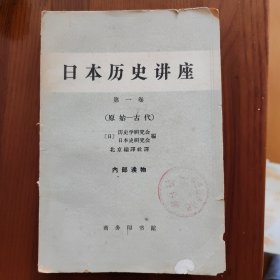 日本历史讲座
第一卷
(原始—古代)
〔日〕 历史学研究会 日本史研究会 编
北京编译社译
内部读物
商务印书馆